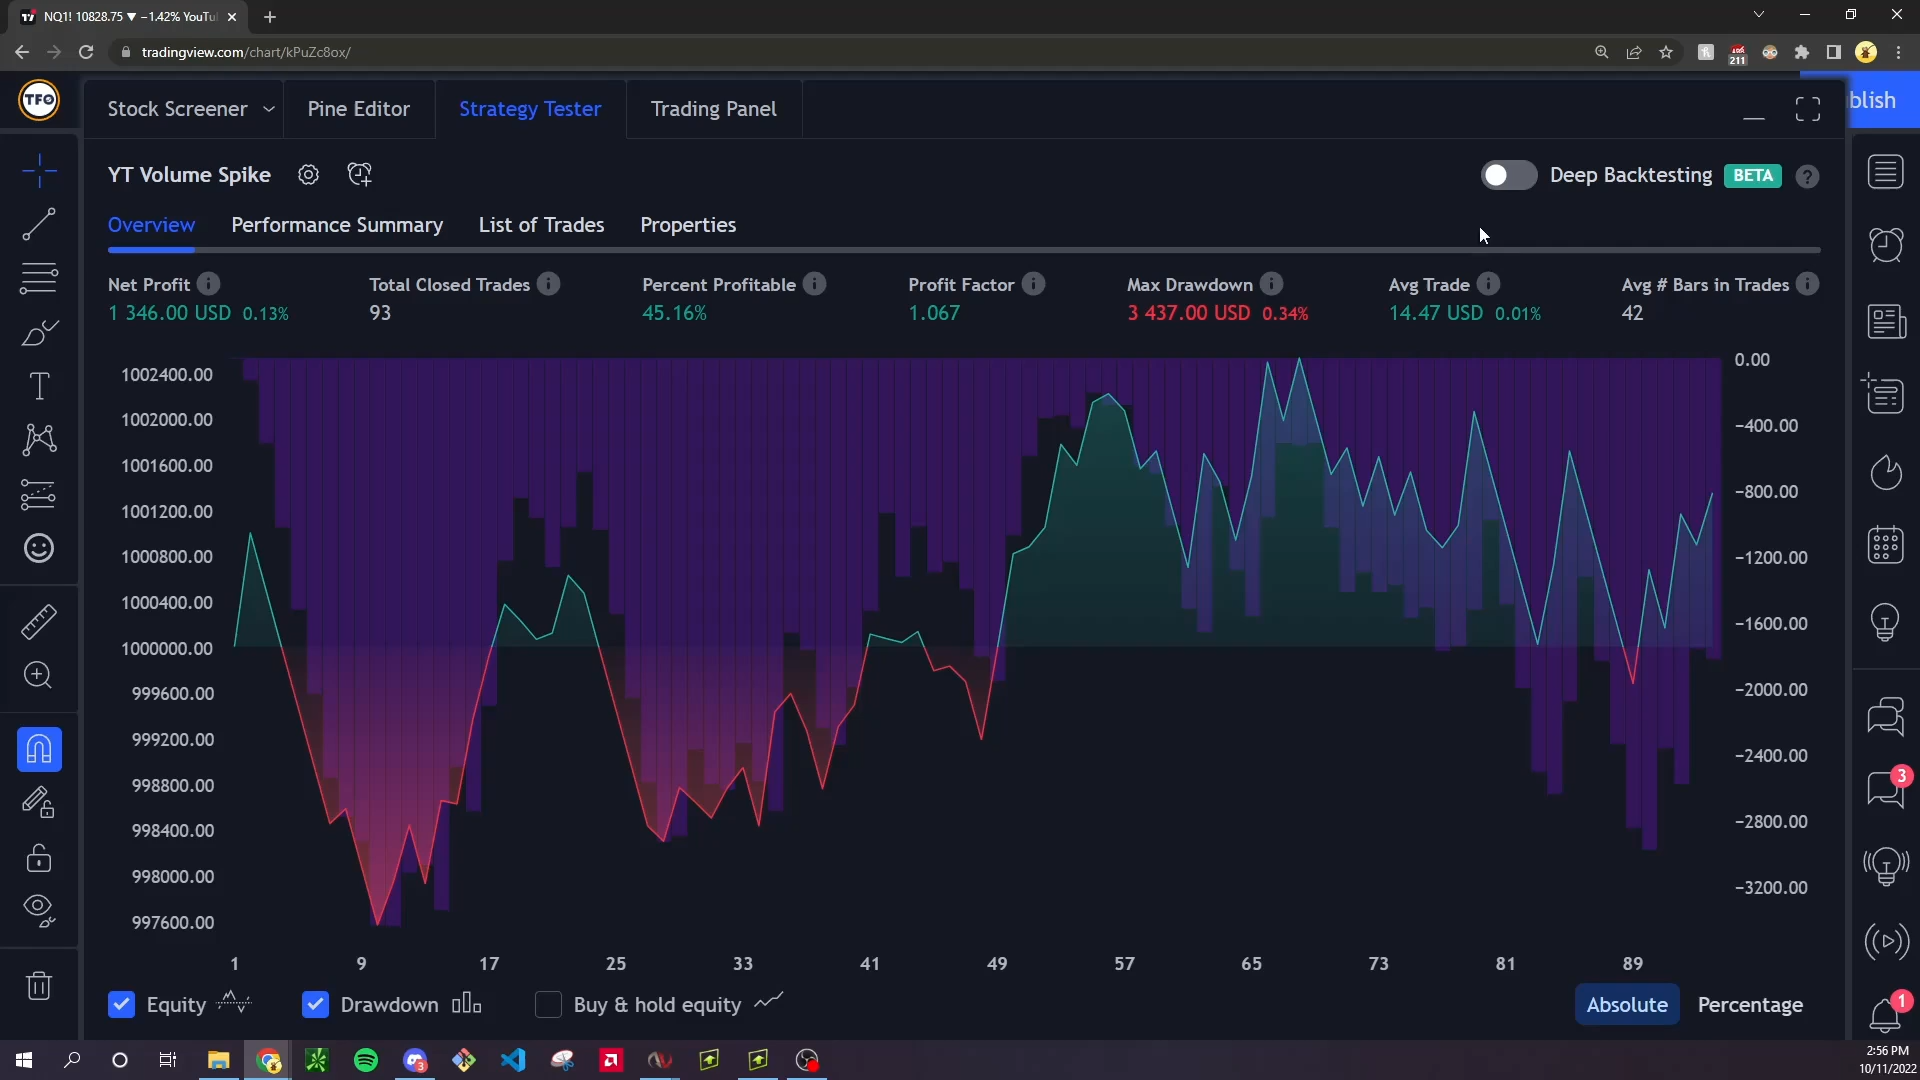 NQ1! 10828.75 ▼ −1.42% YouTu
tradingview.com/chart/kPuZc8ox/
211
TFO
Stock Screener
Pine Editor
Strategy Tester
Trading Panel
blish
YT Volume Spike
Deep Backtesting
BETA
?
Overview
Performance Summary
List of Trades
Properties
Net Profit
Total Closed Trades
Percent Profitable
Profit Factor
Max Drawdown
Avg Trade
Avg # Bars in Trades
1 346.00 USD 0.13%
93
45.16%
1.067
3 437.00 USD 0.34%
14.47 USD 0.01%
42
1002400.00
1002000.00
1001600.00
1001200.00
1000800.00
1000400.00
1000000.00
999600.00
999200.00
998800.00
998400.00
998000.00
997600.00
0.00
−400.00
−800.00
−1200.00
−1600.00
−2000.00
−2400.00
−2800.00
−3200.00
1 9 17 25 33 41 49 57 65 73 81 89
Equity
Drawdown
Buy & hold equity
Absolute
Percentage
3
1
3
2:56 PM
10/11/2022